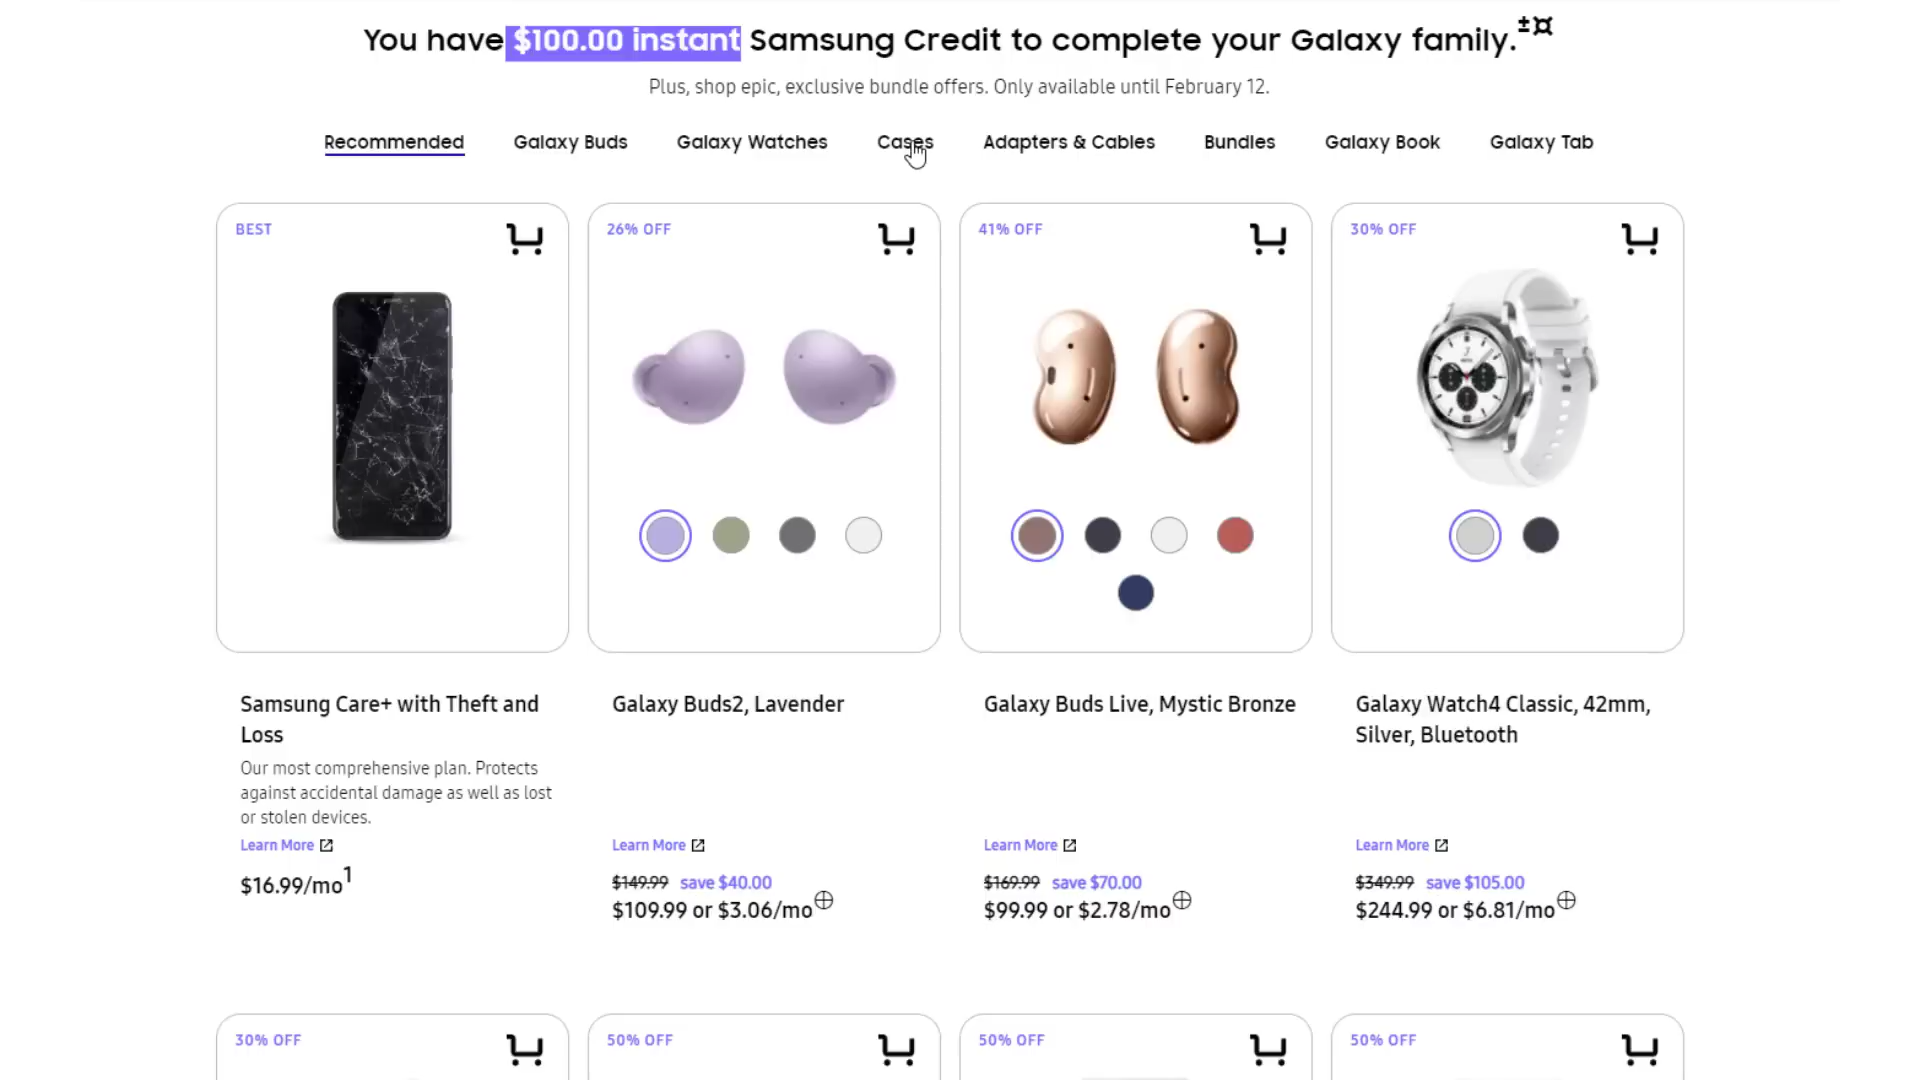 You have $100.00 instant Samsung Credit to complete your Galaxy family.±¤
Plus, shop epic, exclusive bundle offers. Only available until February 12.
Recommended Galaxy Buds Galaxy Watches Cases Adapters & Cables Bundles Galaxy Book Galaxy Tab
BEST
26% OFF
41% OFF
30% OFF
Samsung Care+ with Theft and
Loss
Our most comprehensive plan. Protects
against accidental damage as well as lost
or stolen devices.
Learn More
$16.99/mo1
Galaxy Buds2, Lavender
Learn More
$149.99 save $40.00
$109.99 or $3.06/mo⊕
Galaxy Buds Live, Mystic Bronze
Learn More
$169.99 save $70.00
$99.99 or $2.78/mo⊕
Galaxy Watch4 Classic, 42mm,
Silver, Bluetooth
Learn More
$349.99 save $105.00
$244.99 or $6.81/mo⊕
30% OFF
50% OFF
50% OFF
50% OFF